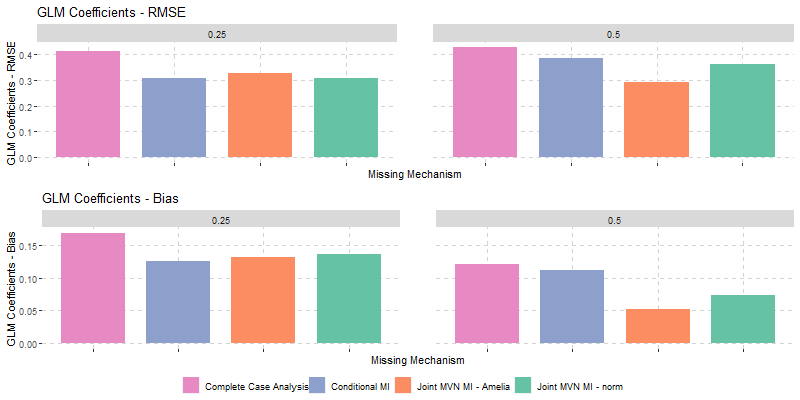 GLM Coefficients - RMSE
0.25 0.5
GLM Coefficients - RMSE
0.4
0.3
0.2
0.1
0.0
Missing Mechanism
GLM Coefficients - Bias
0.25 0.5
GLM Coefficients - Bias
0.15
0.10
0.05
0.00
Missing Mechanism
Complete Case Analysis Conditional MI Joint MVN MI - Amelia Joint MVN MI - norm